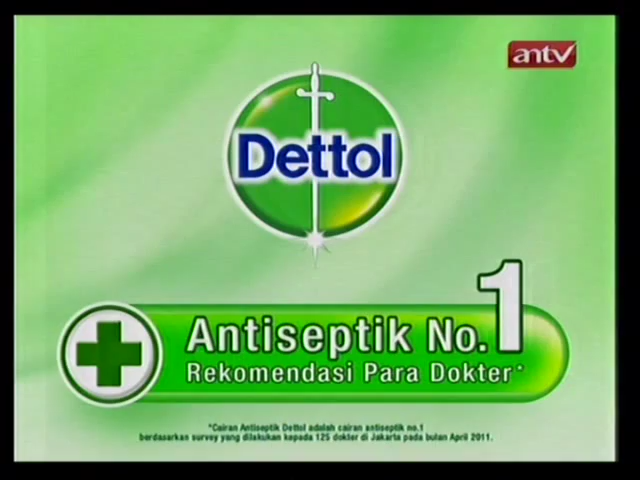 antv
Dettol
Antiseptik No.1
Rekomendasi Para Dokter*
*Cairan Antiseptik Dettol adalah cairan antiseptik no.1
berdasarkan survey yang dilakukan kepada 125 dokter di Jakarta pada bulan April 2011.